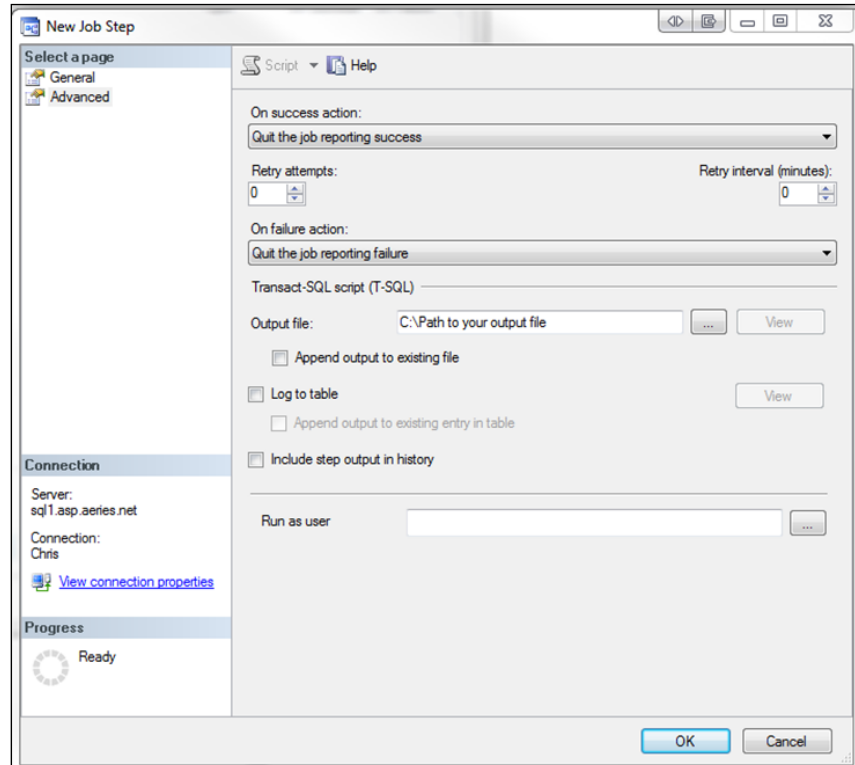 New Job Step
Select a page
General
Advanced
Script Help
On success action:
Quit the job reporting success
Retry attempts: Retry interval (minutes):
0 0
On failure action:
Quit the job reporting failure
Transact-SQL script (T-SQL)
Output file: C:\Path to your output file ... View
Append output to existing file
Log to table View
Append output to existing entry in table
Include step output in history
Run as user ...
Connection
Server:
sql1.asp.aeries.net
Connection:
Chris
View connection properties
Progress
Ready
OK Cancel